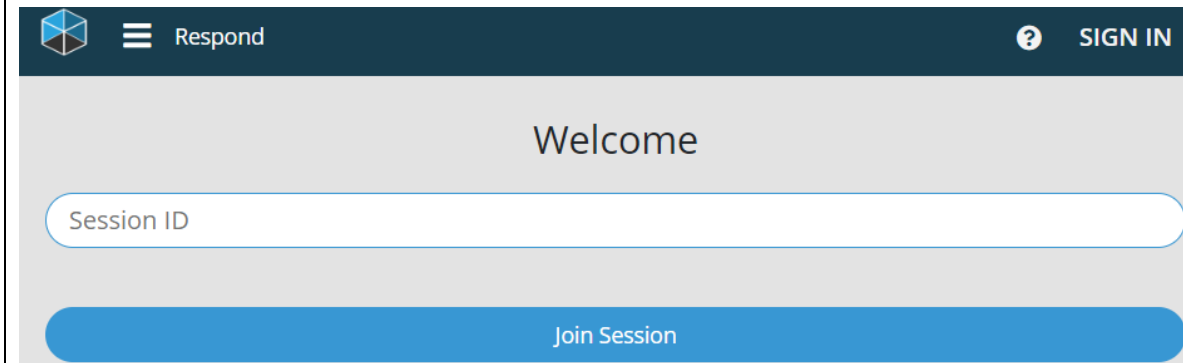 Respond
SIGN IN
Welcome
Session ID
Join Session